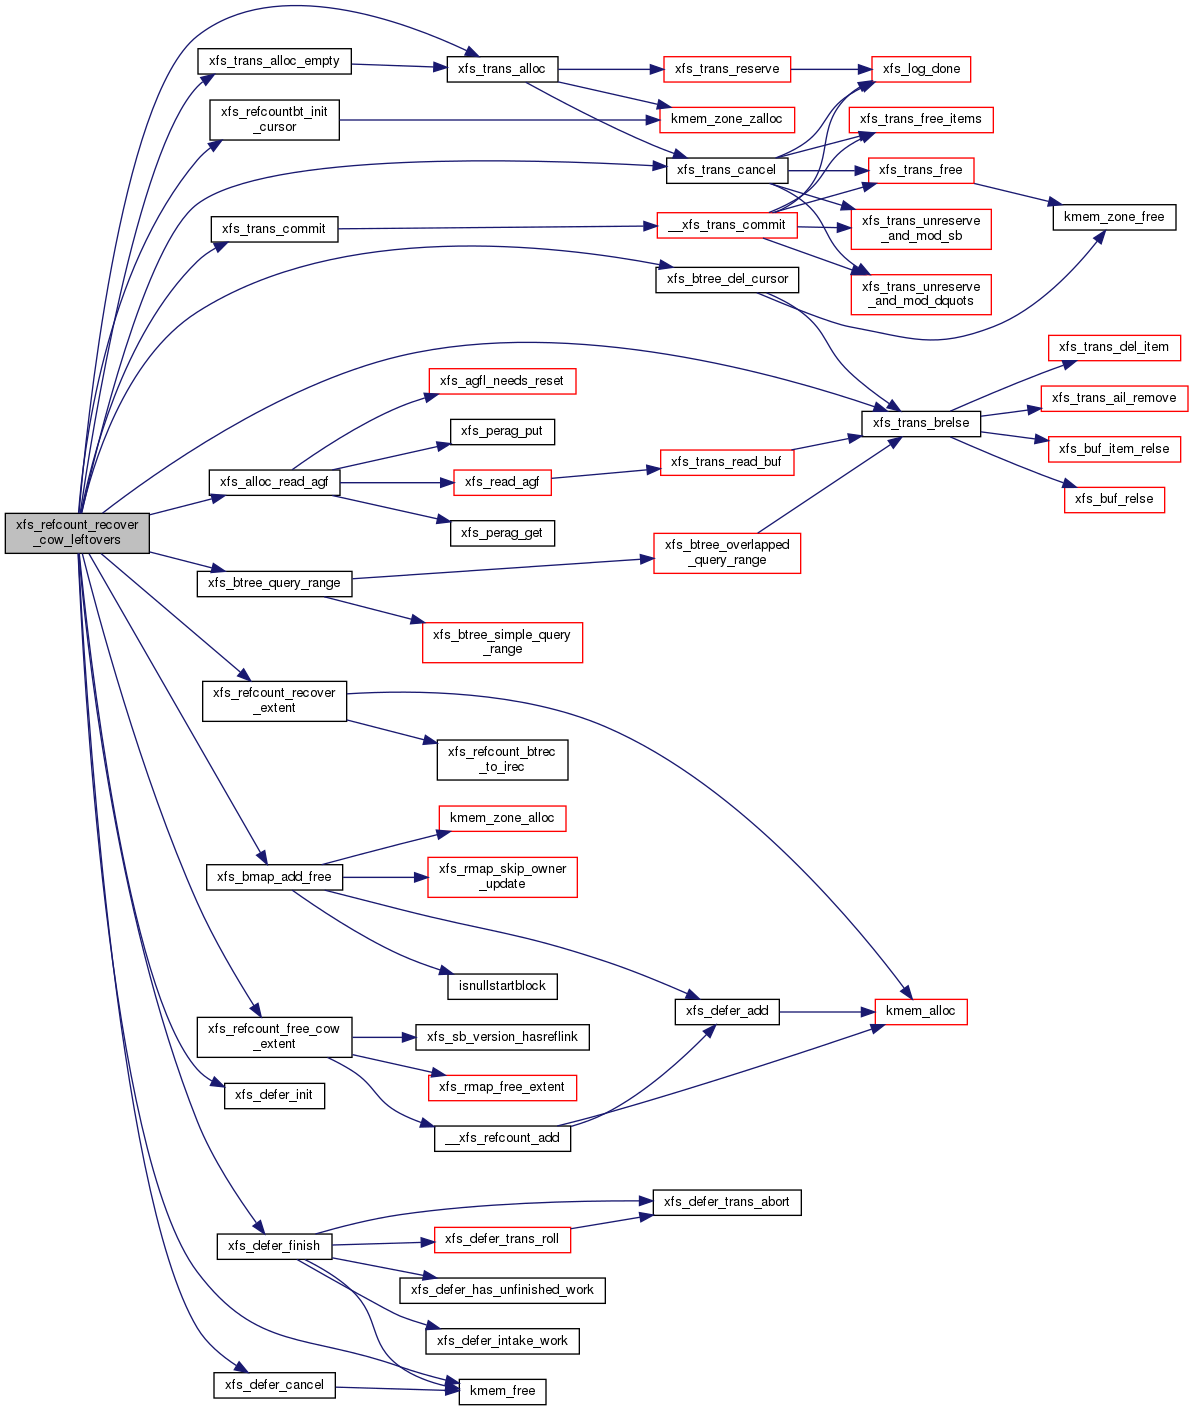 xfs_trans_alloc_empty
xfs_trans_alloc
xfs_trans_reserve
xfs_log_done
xfs_refcountbt_init
_cursor
kmem_zone_zalloc
xfs_trans_free_items
xfs_trans_cancel
xfs_trans_free
xfs_trans_commit
__xfs_trans_commit
xfs_trans_unreserve
_and_mod_sb
kmem_zone_free
xfs_btree_del_cursor
xfs_trans_unreserve
_and_mod_dquots
xfs_trans_del_item
xfs_agfl_needs_reset
xfs_trans_ail_remove
xfs_perag_put
xfs_trans_brelse
xfs_buf_item_relse
xfs_alloc_read_agf
xfs_read_agf
xfs_trans_read_buf
xfs_buf_relse
xfs_refcount_recover
_cow_leftovers
xfs_perag_get
xfs_btree_overlapped
_query_range
xfs_btree_query_range
xfs_btree_simple_query
_range
xfs_refcount_recover
_extent
xfs_refcount_btrec
_to_irec
kmem_zone_alloc
xfs_bmap_add_free
xfs_rmap_skip_owner
_update
isnullstartblock
xfs_defer_add
kmem_alloc
xfs_refcount_free_cow
_extent
xfs_sb_version_hasreflink
xfs_rmap_free_extent
xfs_defer_init
__xfs_refcount_add
xfs_defer_trans_abort
xfs_defer_finish
xfs_defer_trans_roll
xfs_defer_has_unfinished_work
xfs_defer_intake_work
xfs_defer_cancel
kmem_free